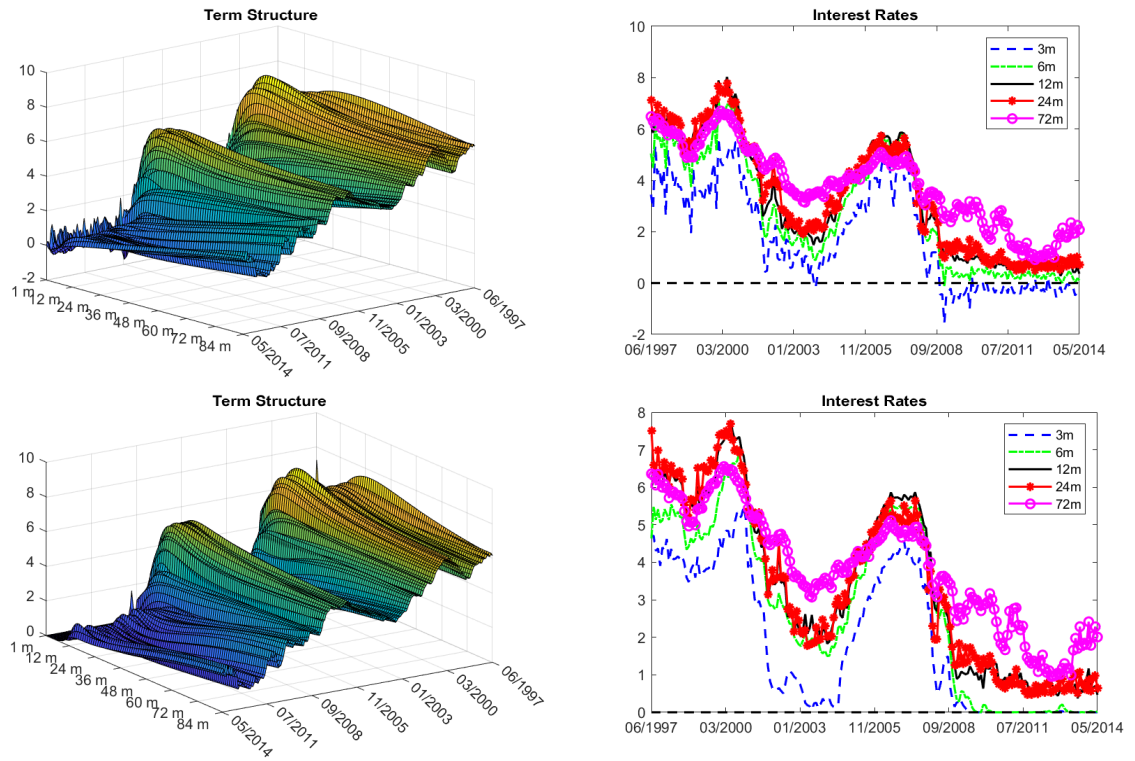 Term Structure
10
8
6
4
2
0
-2
1 m
12 m
24 m
36 m
48 m
60 m
72 m
84 m
05/2014
07/2011
09/2008
11/2005
01/2003
03/2000
06/1997
Interest Rates
10
8
6
4
2
0
-2
06/1997
03/2000
01/2003
11/2005
09/2008
07/2011
05/2014
3m
6m
12m
24m
72m
Term Structure
10
8
6
4
2
0
1 m
12 m
24 m
36 m
48 m
60 m
72 m
84 m
05/2014
07/2011
09/2008
11/2005
01/2003
03/2000
06/1997
Interest Rates
8
7
6
5
4
3
2
1
0
06/1997
03/2000
01/2003
11/2005
09/2008
07/2011
05/2014
3m
6m
12m
24m
72m